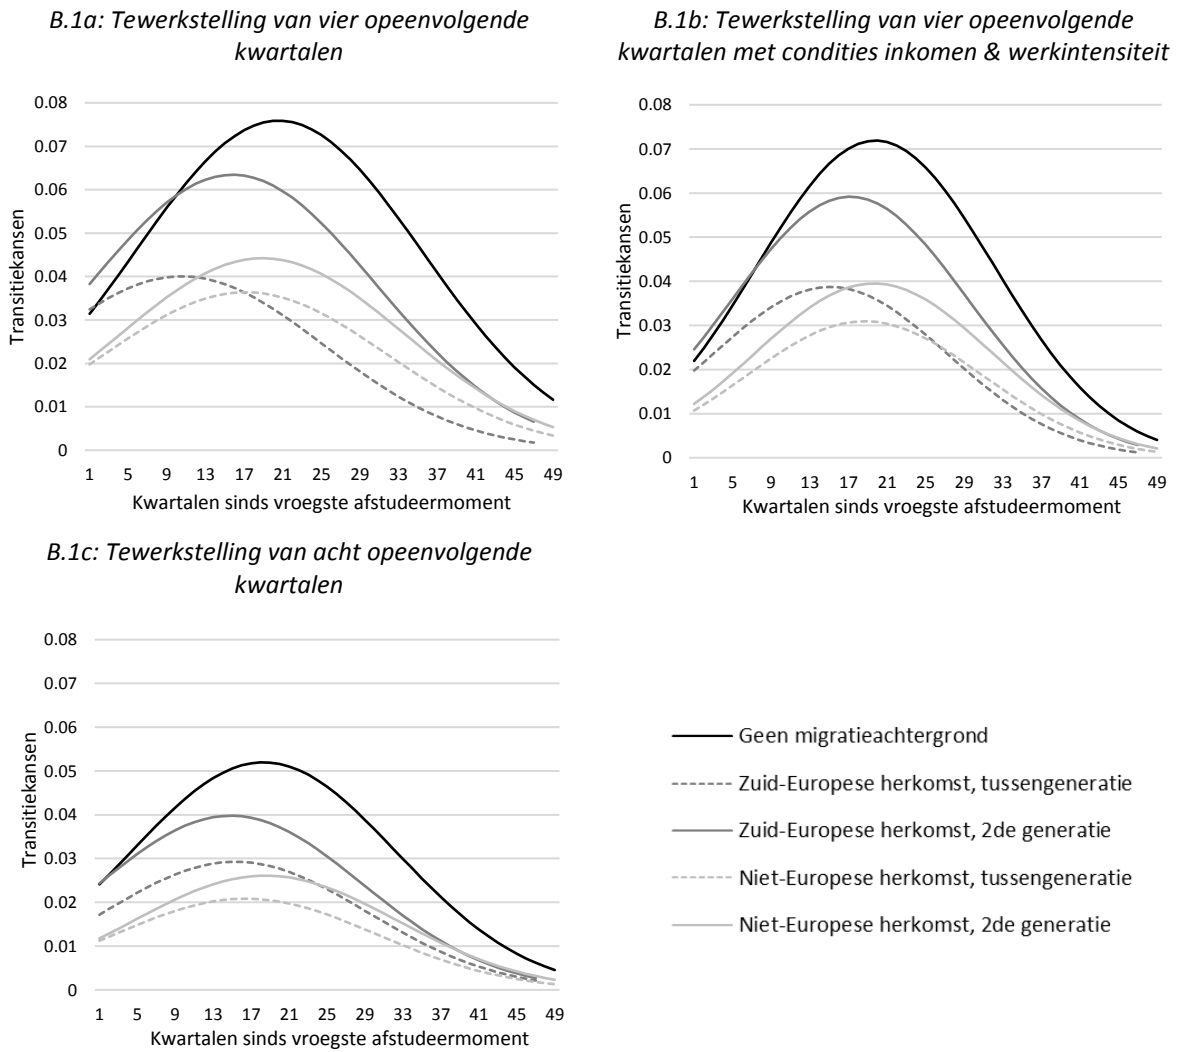 B.1a: Tewerkstelling van vier opeenvolgende
kwartalen
0.08
0.07
0.06
0.05
0.04
0.03
0.02
0.01
0
Transitiekansen
1 5 9 13 17 21 25 29 33 37 41 45 49
Kwartalen sinds vroegste afstudeermoment
B.1b: Tewerkstelling van vier opeenvolgende
kwartalen met condities inkomen & werkintensiteit
0.08
0.07
0.06
0.05
0.04
0.03
0.02
0.01
0
Transitiekansen
1 5 9 13 17 21 25 29 33 37 41 45 49
Kwartalen sinds vroegste afstudeermoment
B.1c: Tewerkstelling van acht opeenvolgende
kwartalen
0.08
0.07
0.06
0.05
0.04
0.03
0.02
0.01
0
Transitiekansen
1 5 9 13 17 21 25 29 33 37 41 45 49
Kwartalen sinds vroegste afstudeermoment
Geen migratieachtergrond
Zuid-Europese herkomst, tussengeneratie
Zuid-Europese herkomst, 2de generatie
Niet-Europese herkomst, tussengeneratie
Niet-Europese herkomst, 2de generatie